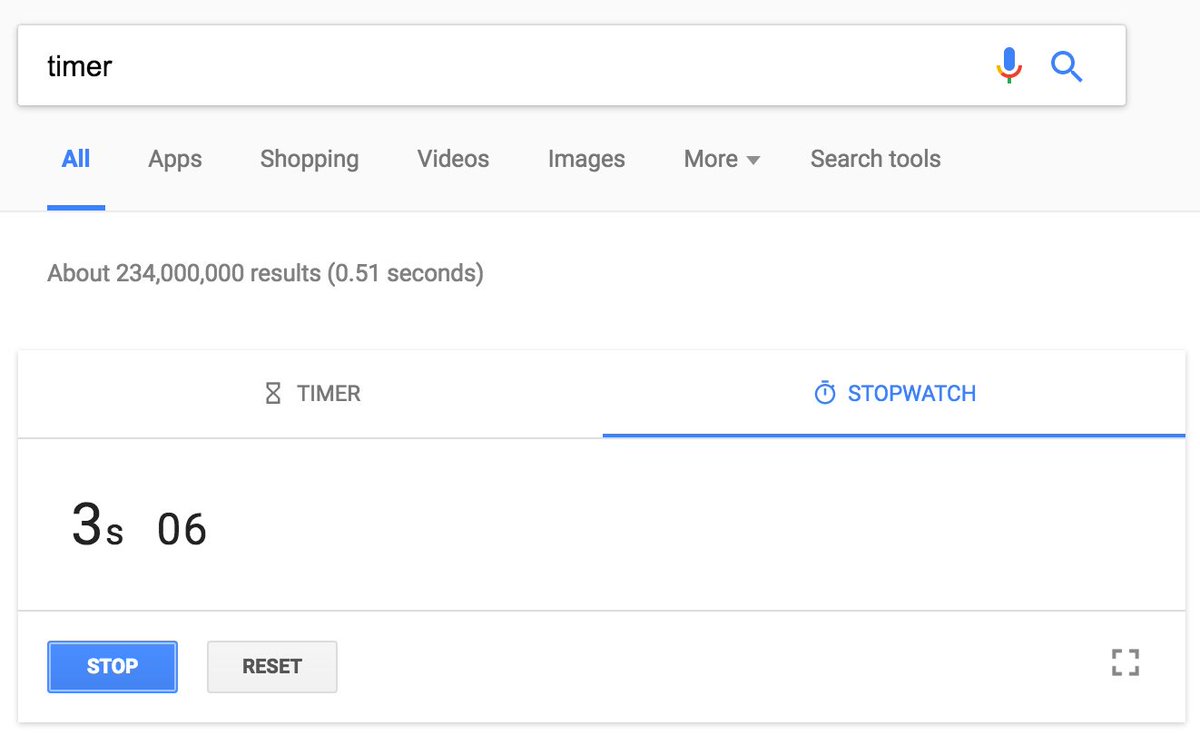 timer
All Apps Shopping Videos Images More Search tools
About 234,000,000 results (0.51 seconds)
TIMER STOPWATCH
3s 06
STOP RESET